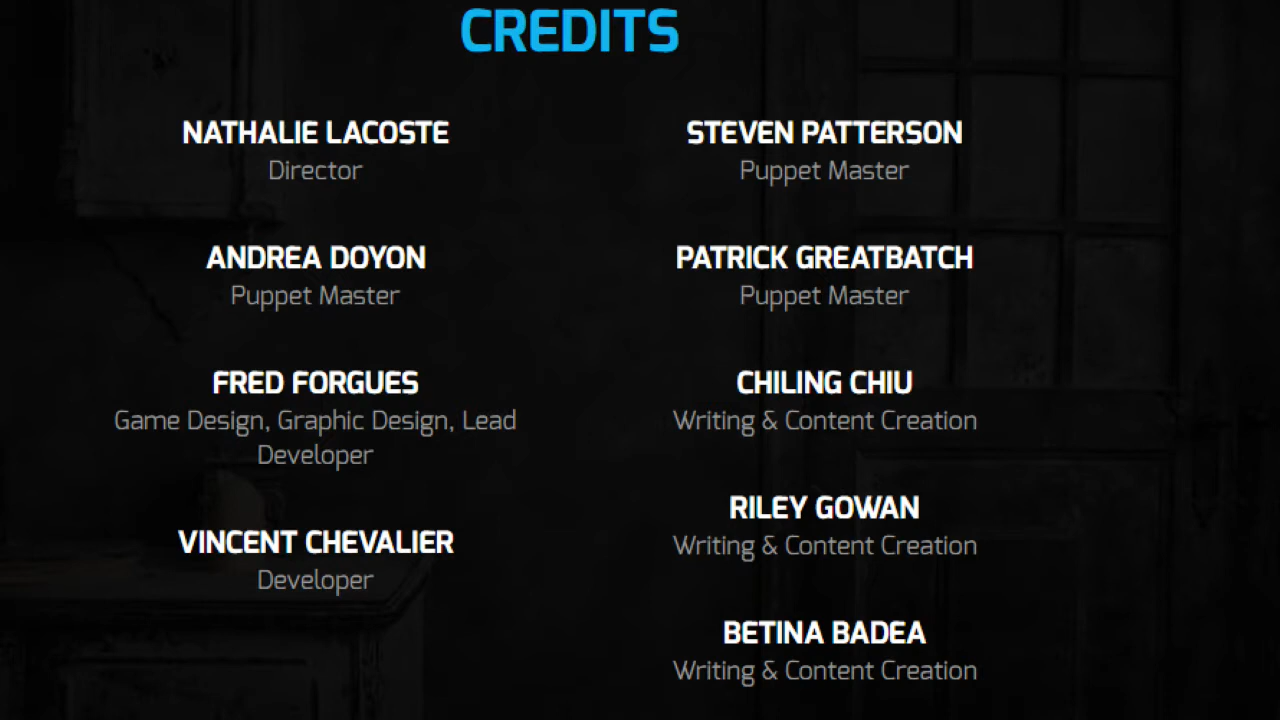 CREDITS
NATHALIE LACOSTE
Director
ANDREA DOYON
Puppet Master
FRED FORGUES
Game Design, Graphic Design, Lead
Developer
VINCENT CHEVALIER
Developer
STEVEN PATTERSON
Puppet Master
PATRICK GREATBATCH
Puppet Master
CHILING CHIU
Writing & Content Creation
RILEY GOWAN
Writing & Content Creation
BETINA BADEA
Writing & Content Creation